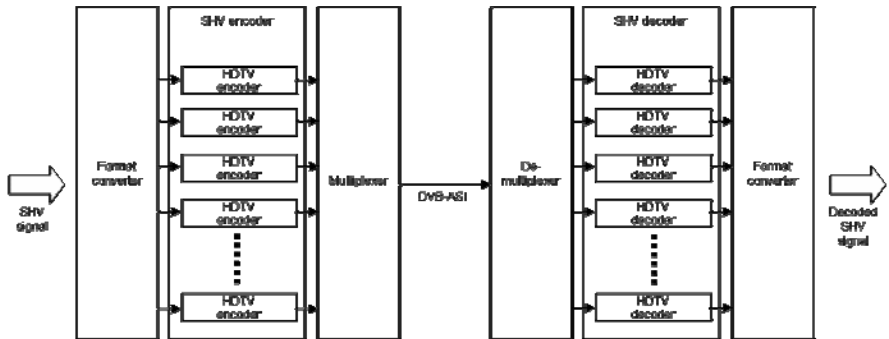 SHV encoder
SHV decoder
HDTV
encoder
HDTV
encoder
HDTV
encoder
HDTV
encoder
HDTV
encoder
HDTV
decoder
HDTV
decoder
HDTV
decoder
HDTV
decoder
HDTV
decoder
SHV
signal
Format
converter
Multiplexer
DVB-ASI
De-
multiplexer
Format
converter
Decoded
SHV
signal